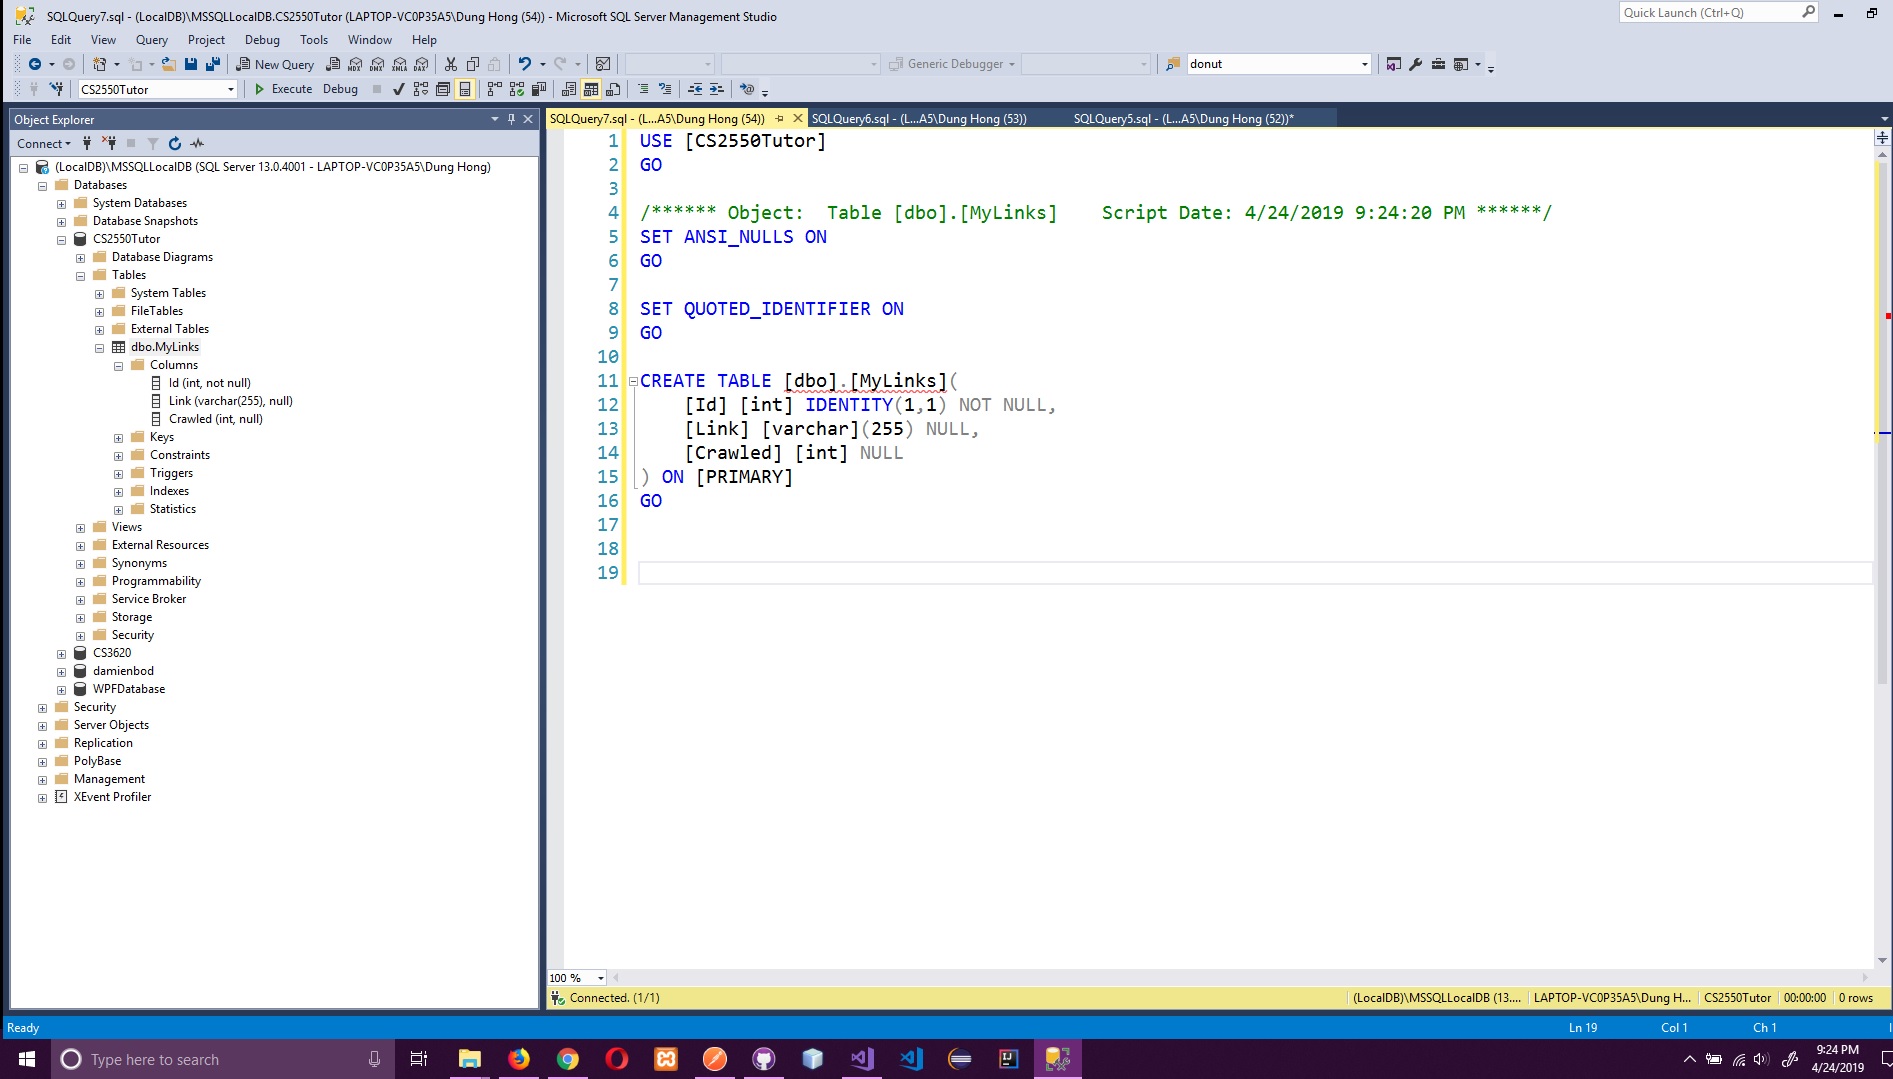 SQLQuery7.sql - (LocalDB)\MSSQLLocalDB.CS2550Tutor (LAPTOP-VC0P35A5\Dung Hong (54)) - Microsoft SQL Server Management Studio
Quick Launch (Ctrl+Q)
File Edit View Query Project Debug Tools Window Help
New Query
MDX DMX XMLA DAX
Generic Debugger
donut
CS2550Tutor
Execute Debug
Object Explorer
SQLQuery7.sql - (L...A5\Dung Hong (54)) SQLQuery6.sql - (L...A5\Dung Hong (53)) SQLQuery5.sql - (L...A5\Dung Hong (52))*
Connect
(LocalDB)\MSSQLLocalDB (SQL Server 13.0.4001 - LAPTOP-VC0P35A5\Dung Hong)
Databases
System Databases
Database Snapshots
CS2550Tutor
Database Diagrams
Tables
System Tables
FileTables
External Tables
dbo.MyLinks
Columns
Id (int, not null)
Link (varchar(255), null)
Crawled (int, null)
Keys
Constraints
Triggers
Indexes
Statistics
Views
External Resources
Synonyms
Programmability
Service Broker
Storage
Security
CS3620
damienbod
WPFDatabase
Security
Server Objects
Replication
PolyBase
Management
XEvent Profiler
1 USE [CS2550Tutor]
2 GO
3
4 /****** Object:  Table [dbo].[MyLinks]    Script Date: 4/24/2019 9:24:20 PM ******/
5 SET ANSI_NULLS ON
6 GO
7
8 SET QUOTED_IDENTIFIER ON
9 GO
10
11 CREATE TABLE [dbo].[MyLinks](
12     [Id] [int] IDENTITY(1,1) NOT NULL,
13     [Link] [varchar](255) NULL,
14     [Crawled] [int] NULL
15 ) ON [PRIMARY]
16 GO
17
18
19
100 %
Connected. (1/1)
(LocalDB)\MSSQLLocalDB (13.... LAPTOP-VC0P35A5\Dung H... CS2550Tutor 00:00:00 0 rows
Ready
Ln 19 Col 1 Ch 1
Type here to search
9:24 PM
4/24/2019